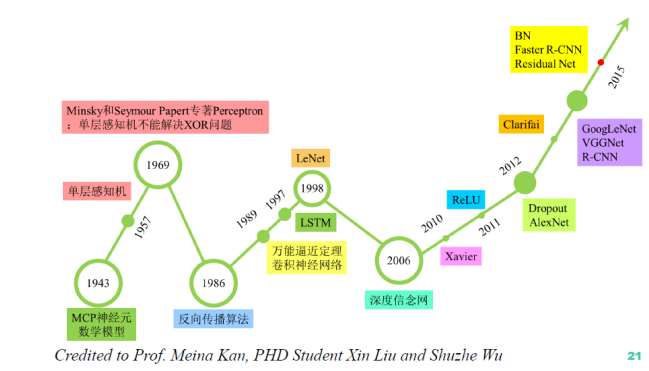 BN
Faster R-CNN
Residual Net
2015
Minsky和Seymour Papert专著Perceptron
：单层感知机不能解决XOR问题
Clarifai
GoogLeNet
VGGNet
R-CNN
1969
LeNet
2012
单层感知机
1998
1997
ReLU
1989
LSTM
2010
Dropout
AlexNet
1957
2011
万能逼近定理
卷积神经网络
Xavier
1943
1986
2006
深度信念网
MCP神经元
数学模型
反向传播算法
Credited to Prof. Meina Kan, PHD Student Xin Liu and Shuzhe Wu
21